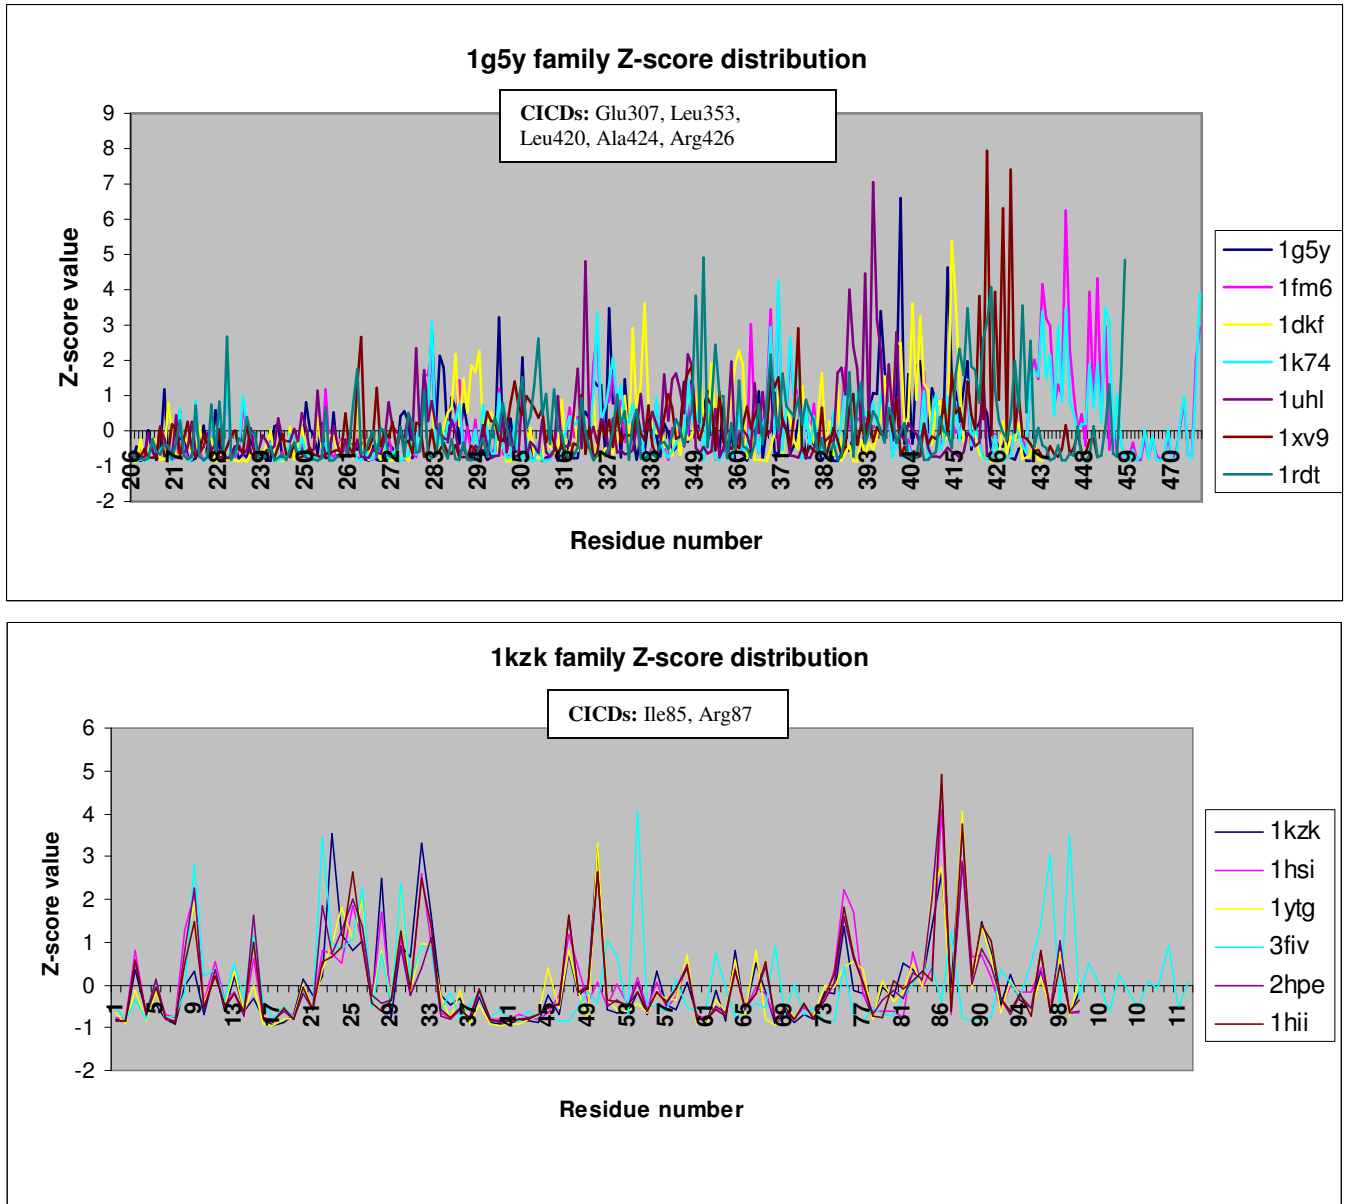 1g5y family Z-score distribution
CICDs: Glu307, Leu353,
Leu420, Ala424, Arg426
9
8
7
6
5
4
3
2
1
0
-1
-2
Z-score value
206 217 228 239 250 261 272 283 294 305 316 327 338 349 360 371 382 393 404 415 426 437 448 459 470
Residue number
1g5y
1fm6
1dkf
1k74
1uhl
1xv9
1rdt
1kzk family Z-score distribution
CICDs: Ile85, Arg87
6
5
4
3
2
1
0
-1
-2
Z-score value
1 5 9 13 17 21 25 29 33 37 41 45 49 53 57 61 65 69 73 77 81 86 90 94 98 10 10 11
Residue number
1kzk
1hsi
1ytg
3fiv
2hpe
1hii